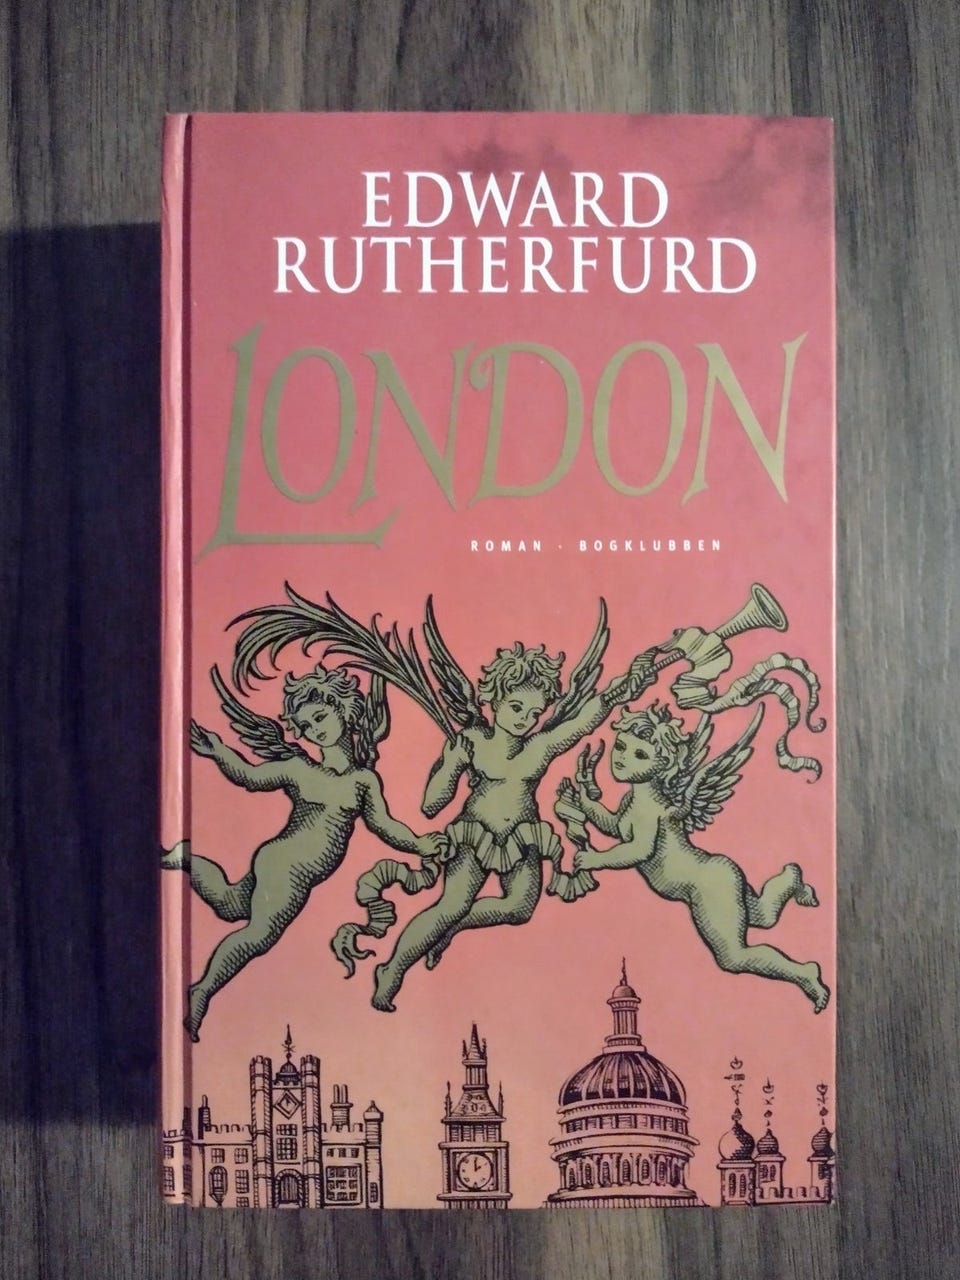 EDWARD
RUTHERFURD
LONDON
ROMAN · BOGKLUBBEN